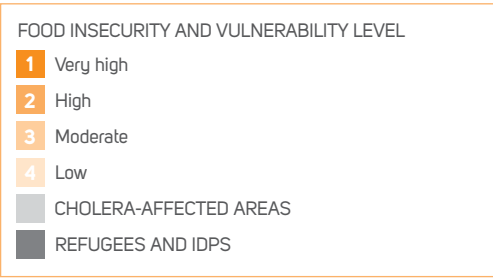 FOOD INSECURITY AND VULNERABILITY LEVEL
1 Very high
2 High
3 Moderate
4 Low
CHOLERA-AFFECTED AREAS
REFUGEES AND IDPS